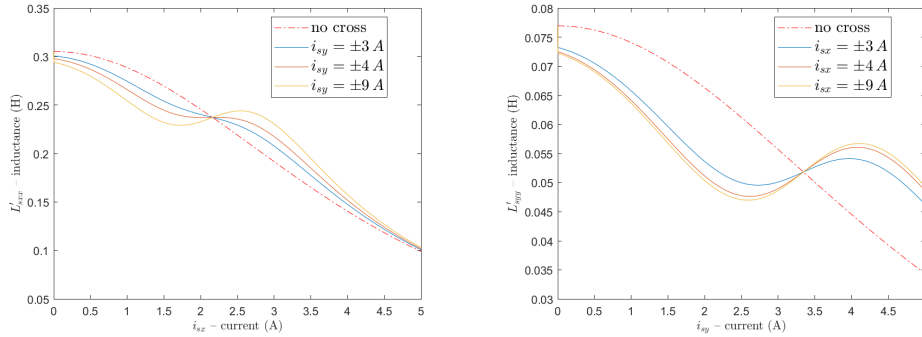 0.35
0.3
0.25
0.2
0.15
0.1
0.05
L'sxx – inductance (H)
0 0.5 1 1.5 2 2.5 3 3.5 4 4.5 5
isx – current (A)
no cross
isy = ±3 A
isy = ±4 A
isy = ±9 A
0.08
0.075
0.07
0.065
0.06
0.055
0.05
0.045
0.04
0.035
0.03
L'syy – inductance (H)
0 0.5 1 1.5 2 2.5 3 3.5 4 4.5
isy – current (A)
no cross
isx = ±3 A
isx = ±4 A
isx = ±9 A